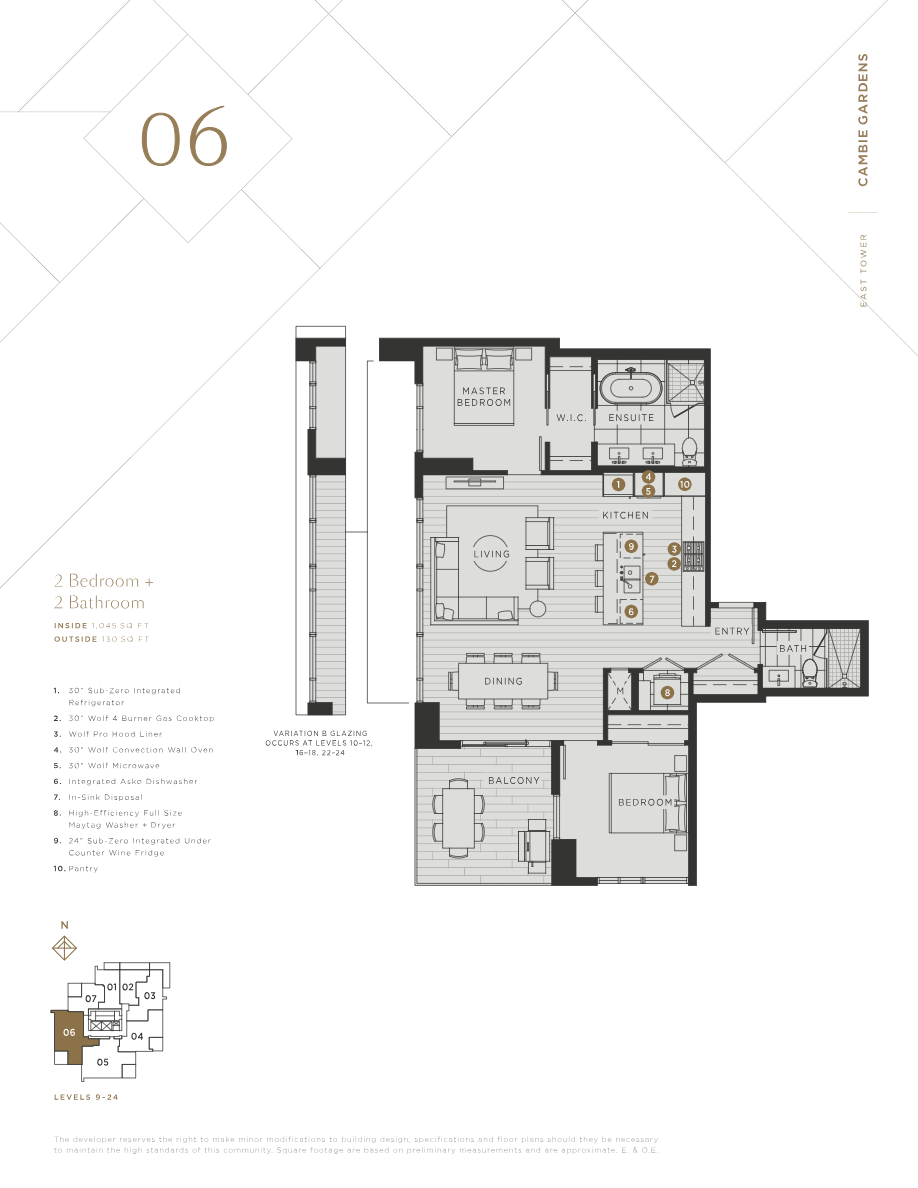 06
CAMBIE GARDENS
EAST TOWER
MASTER
BEDROOM
W.I.C.
ENSUITE
1
4
5
10
KITCHEN
LIVING
9
3
2
7
6
ENTRY
BATH
DINING
M
8
BALCONY
BEDROOM
VARIATION B GLAZING
OCCURS AT LEVELS 10–12,
16–18, 22–24
2 Bedroom +
2 Bathroom
INSIDE 1,045 SQ FT
OUTSIDE 130 SQ FT
1. 30" Sub-Zero Integrated
Refrigerator
2. 30" Wolf 4 Burner Gas Cooktop
3. Wolf Pro Hood Liner
4. 30" Wolf Convection Wall Oven
5. 30" Wolf Microwave
6. Integrated Asko Dishwasher
7. In-Sink Disposal
8. High-Efficiency Full Size
Maytag Washer + Dryer
9. 24" Sub-Zero Integrated Under
Counter Wine Fridge
10. Pantry
N
01
02
03
07
06
04
05
LEVELS 9–24
The developer reserves the right to make minor modifications to building design, specifications and floor plans should they be necessary
to maintain the high standards of this community. Square footage are based on preliminary measurements and are approximate. E. & O.E.